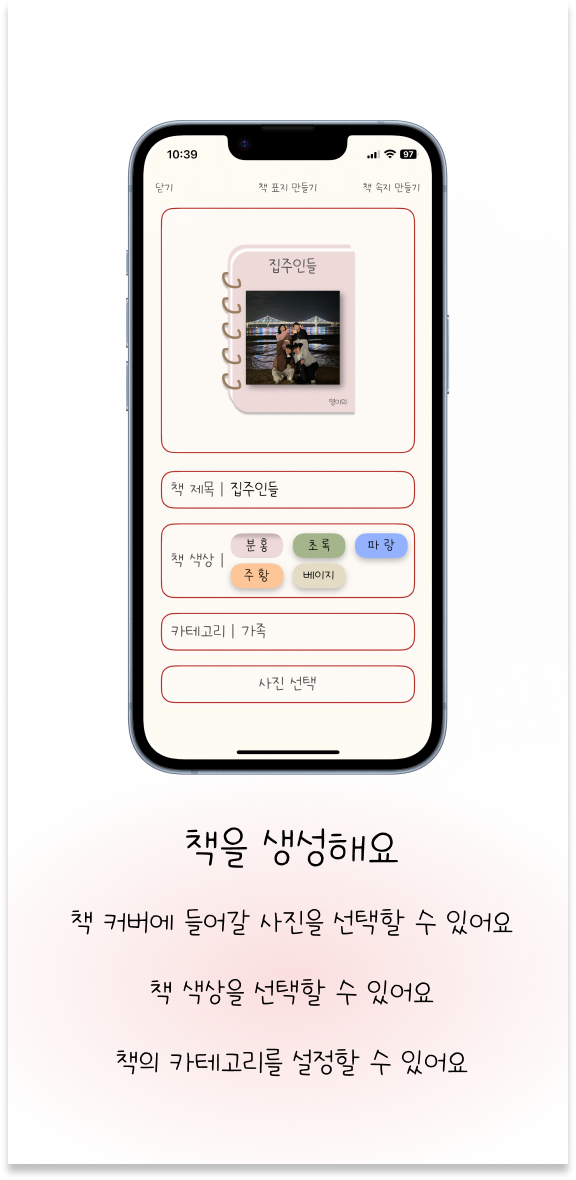 10:39
97
닫기 책 표지 만들기 책 속지 만들기
집주인들
영이의
책 제목 | 집주인들
책 색상 |
분홍 초록 파랑
주황 베이지
카테고리 | 가족
사진 선택
책을 생성해요
책 커버에 들어갈 사진을 선택할 수 있어요
책 색상을 선택할 수 있어요
책의 카테고리를 설정할 수 있어요